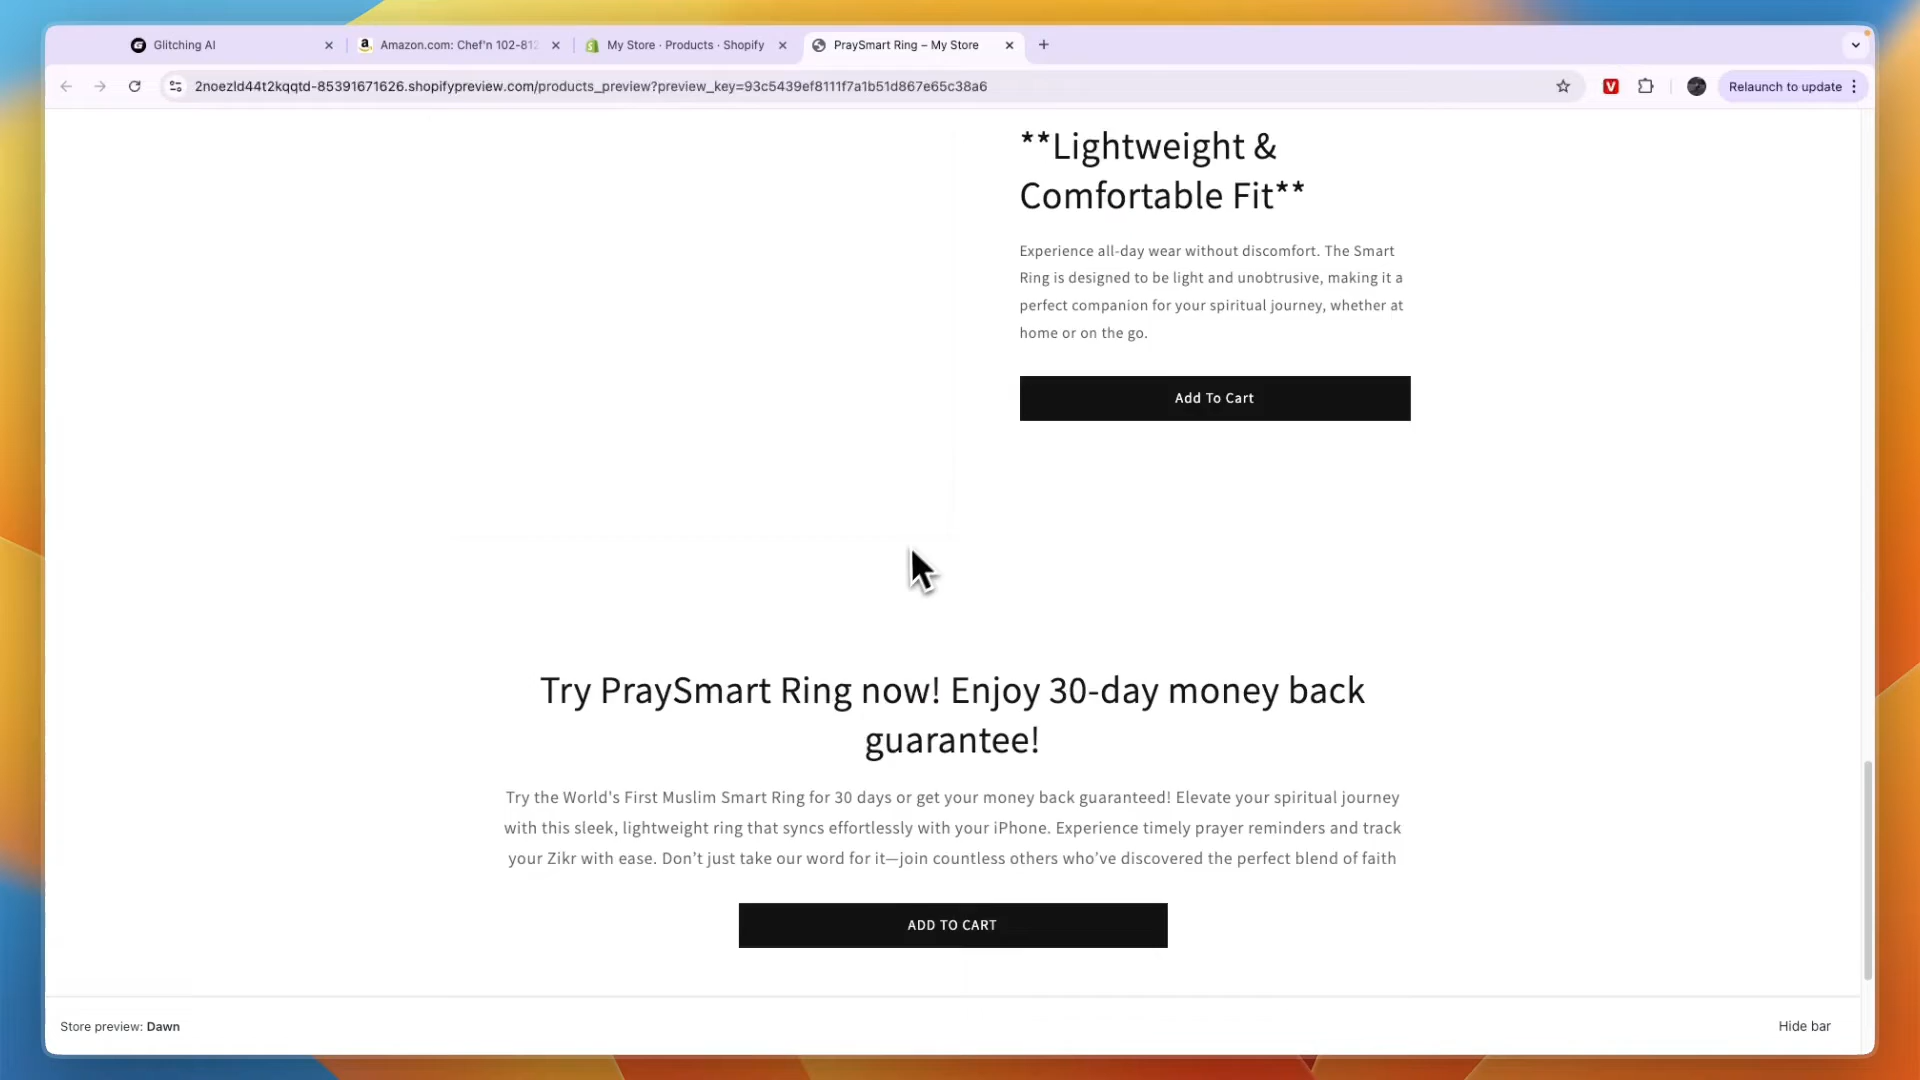 Glitching AI
Amazon.com: Chef'n 102-812
My Store · Products · Shopify
PraySmart Ring – My Store
2noezld44t2kqqtd-85391671626.shopifypreview.com/products_preview?preview_key=93c5439ef8111f7a1b51d867e65c38a6
Relaunch to update
**Lightweight &
Comfortable Fit**
Experience all-day wear without discomfort. The Smart
Ring is designed to be light and unobtrusive, making it a
perfect companion for your spiritual journey, whether at
home or on the go.
Add To Cart
Try PraySmart Ring now! Enjoy 30-day money back
guarantee!
Try the World's First Muslim Smart Ring for 30 days or get your money back guaranteed! Elevate your spiritual journey
with this sleek, lightweight ring that syncs effortlessly with your iPhone. Experience timely prayer reminders and track
your Zikr with ease. Don’t just take our word for it—join countless others who’ve discovered the perfect blend of faith
ADD TO CART
Store preview: Dawn
Hide bar